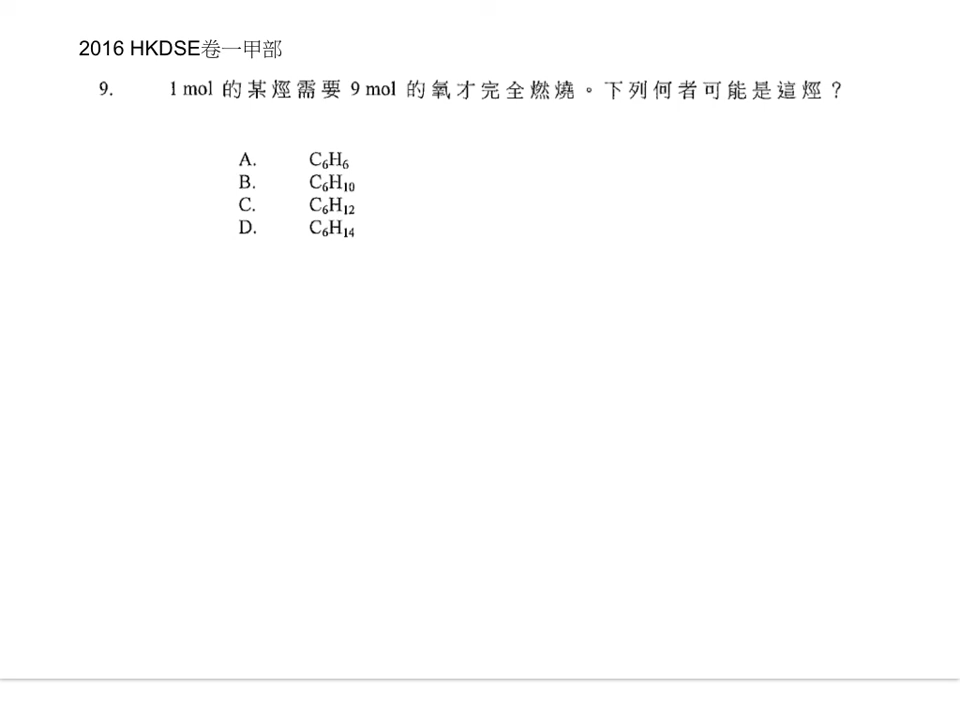 2016 HKDSE卷一甲部
9. 1 mol 的某烴需要 9 mol 的氧才完全燃燒。下列何者可能是這烴？
A. C₆H₆
B. C₆H₁₀
C. C₆H₁₂
D. C₆H₁₄